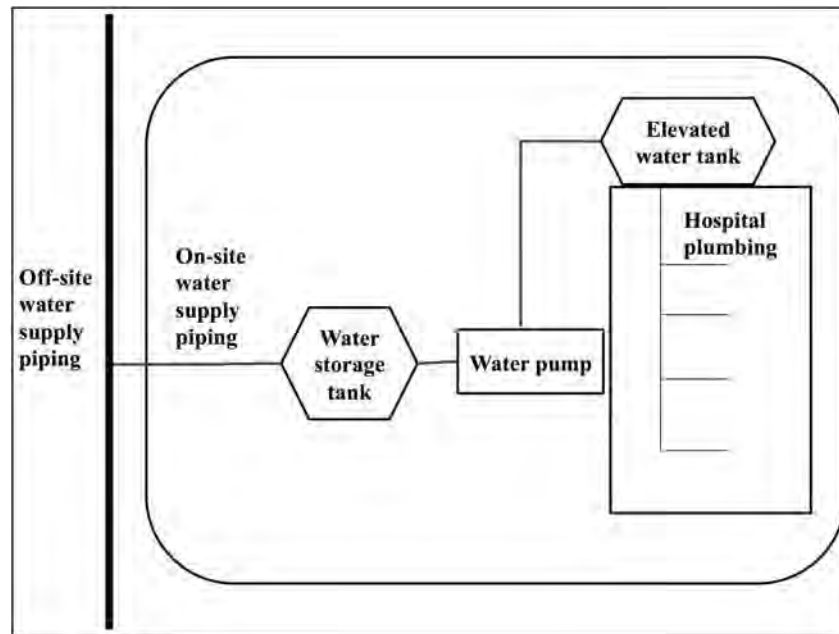 Off-site
water
supply
piping
On-site
water
supply
piping
Water
storage
tank
Water pump
Elevated
water tank
Hospital
plumbing